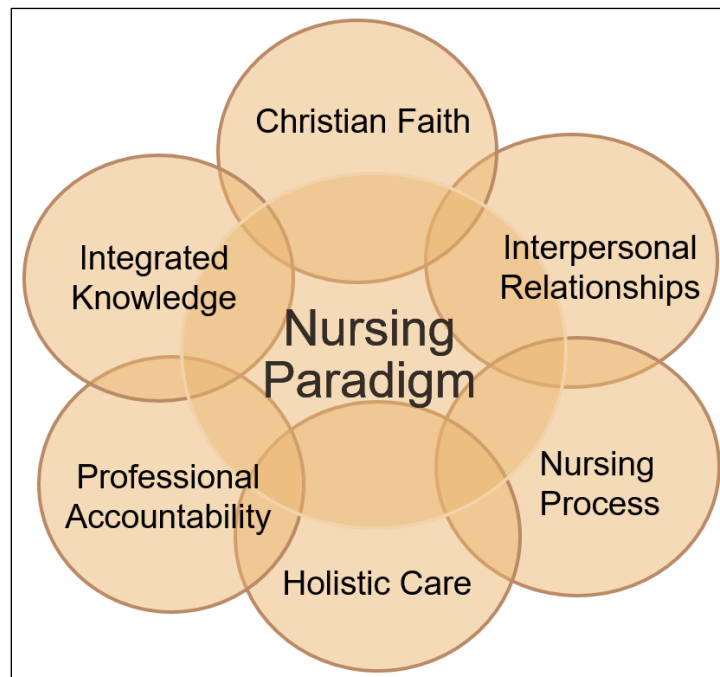 Christian Faith
Interpersonal
Relationships
Integrated
Knowledge
Nursing
Paradigm
Nursing
Process
Professional
Accountability
Holistic Care